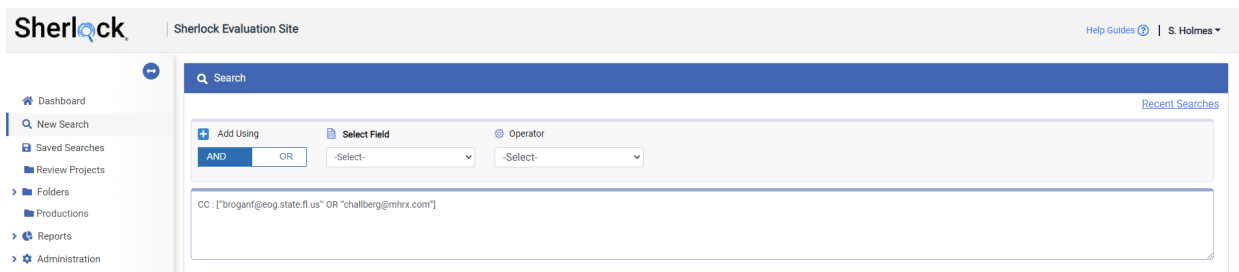 Sherlock®
Sherlock Evaluation Site
Help Guides ? | S. Holmes
Search
Recent Searches
Dashboard
New Search
Saved Searches
Review Projects
Folders
Productions
Reports
Administration
Add Using
Select Field
Operator
AND OR
-Select-
-Select-
CC : ["broganf@eog.state.fl.us" OR "challberg@mhrx.com"]